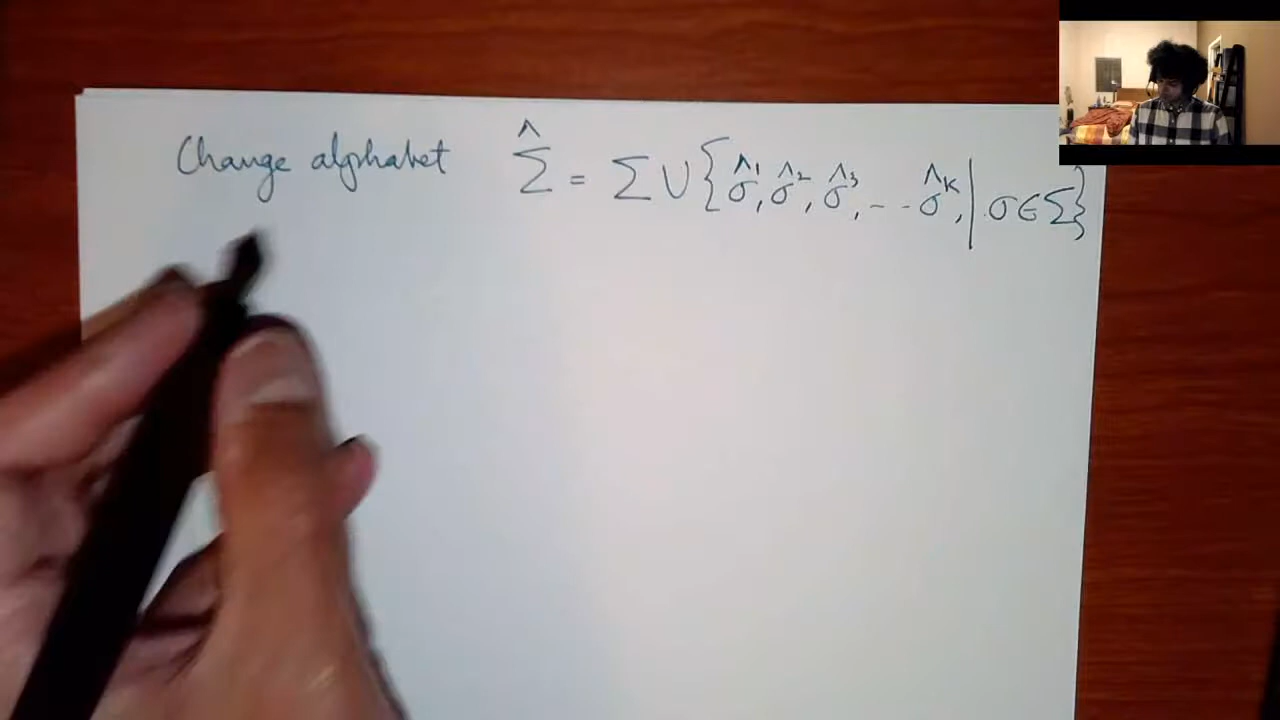 Change alphabet Σ̂ = Σ ∪ {σ̂¹, σ̂², σ̂³, -- σ̂ᴷ, | σ ∈ Σ}